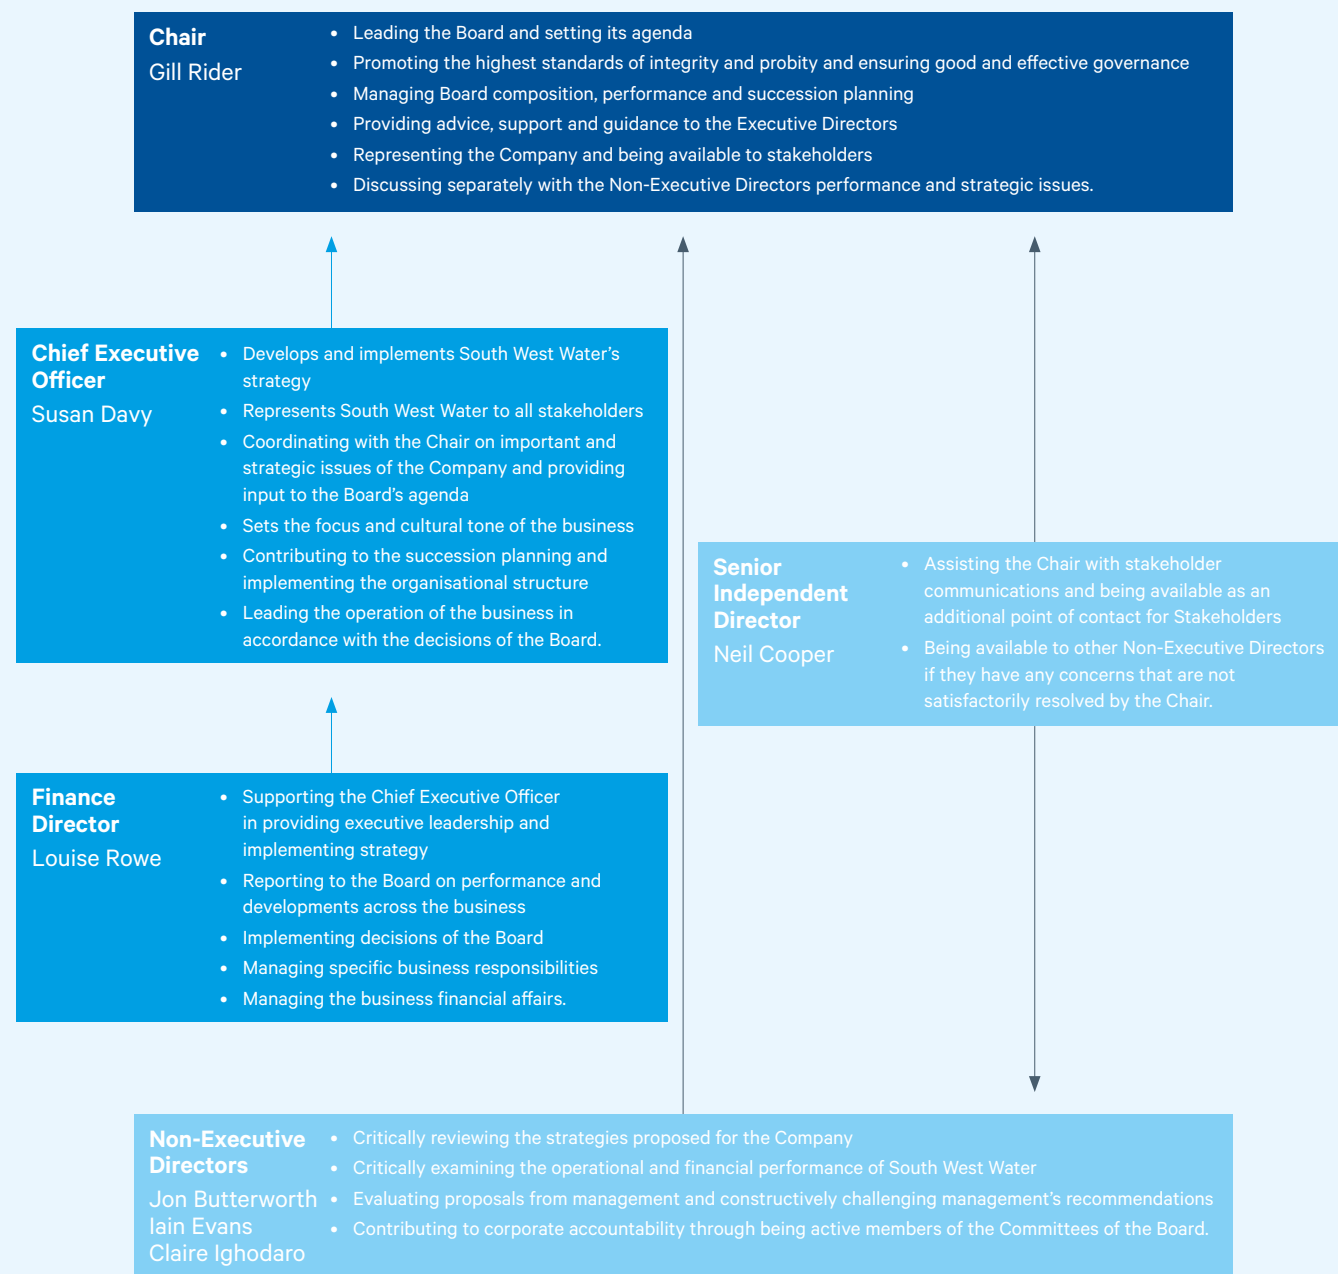 Chair
Gill Rider
• Leading the Board and setting its agenda
• Promoting the highest standards of integrity and probity and ensuring good and effective governance
• Managing Board composition, performance and succession planning
• Providing advice, support and guidance to the Executive Directors
• Representing the Company and being available to stakeholders
• Discussing separately with the Non-Executive Directors performance and strategic issues.
Chief Executive
Officer
Susan Davy
• Develops and implements South West Water’s
strategy
• Represents South West Water to all stakeholders
• Coordinating with the Chair on important and
strategic issues of the Company and providing
input to the Board’s agenda
• Sets the focus and cultural tone of the business
• Contributing to the succession planning and
implementing the organisational structure
• Leading the operation of the business in
accordance with the decisions of the Board.
Senior
Independent
Director
Neil Cooper
• Assisting the Chair with stakeholder
communications and being available as an
additional point of contact for Stakeholders
• Being available to other Non-Executive Directors
if they have any concerns that are not
satisfactorily resolved by the Chair.
Finance
Director
Louise Rowe
• Supporting the Chief Executive Officer
in providing executive leadership and
implementing strategy
• Reporting to the Board on performance and
developments across the business
• Implementing decisions of the Board
• Managing specific business responsibilities
• Managing the business financial affairs.
Non-Executive
Directors
Jon Butterworth
Iain Evans
Claire Ighodaro
• Critically reviewing the strategies proposed for the Company
• Critically examining the operational and financial performance of South West Water
• Evaluating proposals from management and constructively challenging management’s recommendations
• Contributing to corporate accountability through being active members of the Committees of the Board.